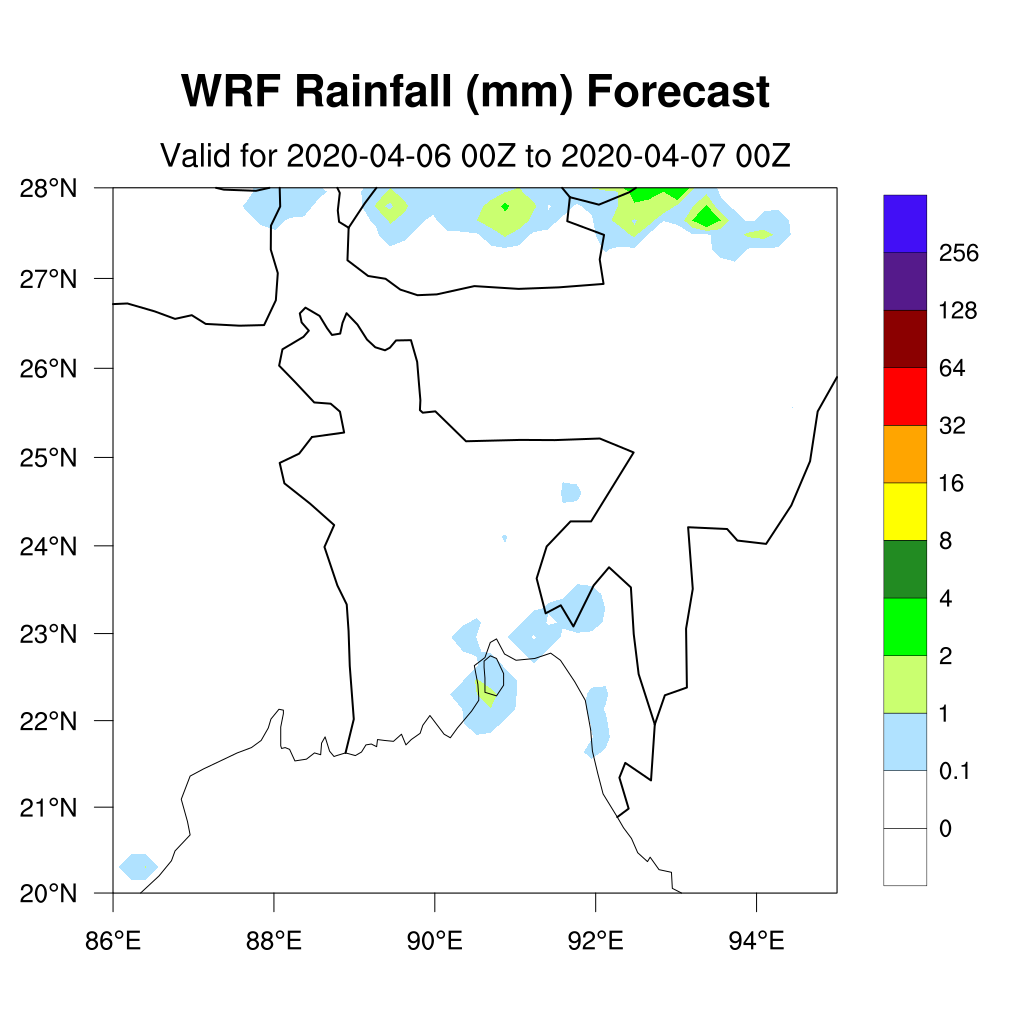 WRF Rainfall (mm) Forecast
Valid for 2020-04-06 00Z to 2020-04-07 00Z
28°N
27°N
26°N
25°N
24°N
23°N
22°N
21°N
20°N
86°E 88°E 90°E 92°E 94°E
256
128
64
32
16
8
4
2
1
0.1
0